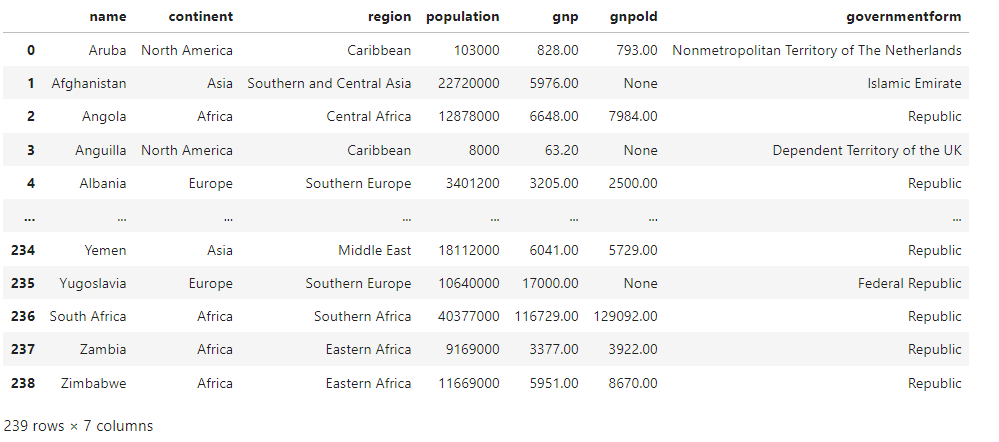 name continent region population gnp gnpold governmentform
0 Aruba North America Caribbean 103000 828.00 793.00 Nonmetropolitan Territory of The Netherlands
1 Afghanistan Asia Southern and Central Asia 22720000 5976.00 None Islamic Emirate
2 Angola Africa Central Africa 12878000 6648.00 7984.00 Republic
3 Anguilla North America Caribbean 8000 63.20 None Dependent Territory of the UK
4 Albania Europe Southern Europe 3401200 3205.00 2500.00 Republic
... ... ... ... ... ... ... ...
234 Yemen Asia Middle East 18112000 6041.00 5729.00 Republic
235 Yugoslavia Europe Southern Europe 10640000 17000.00 None Federal Republic
236 South Africa Africa Southern Africa 40377000 116729.00 129092.00 Republic
237 Zambia Africa Eastern Africa 9169000 3377.00 3922.00 Republic
238 Zimbabwe Africa Eastern Africa 11669000 5951.00 8670.00 Republic
239 rows × 7 columns